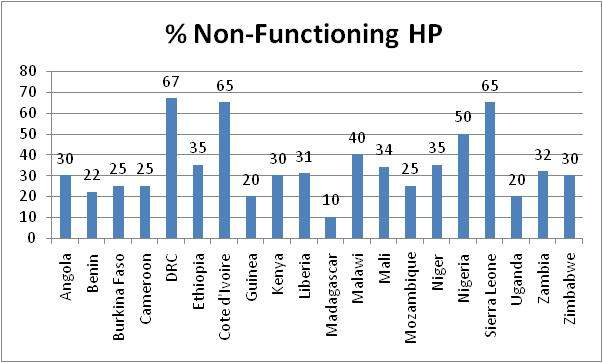 % Non-Functioning HP
80
70
60
50
40
30
20
10
0
30
22
25
25
67
35
65
20
30
31
10
40
34
25
35
50
65
20
32
30
Angola
Benin
Burkina Faso
Cameroon
DRC
Ethiopia
Cote d'Ivoire
Guinea
Kenya
Liberia
Madagascar
Malawi
Mali
Mozambique
Niger
Nigeria
Sierra Leone
Uganda
Zambia
Zimbabwe